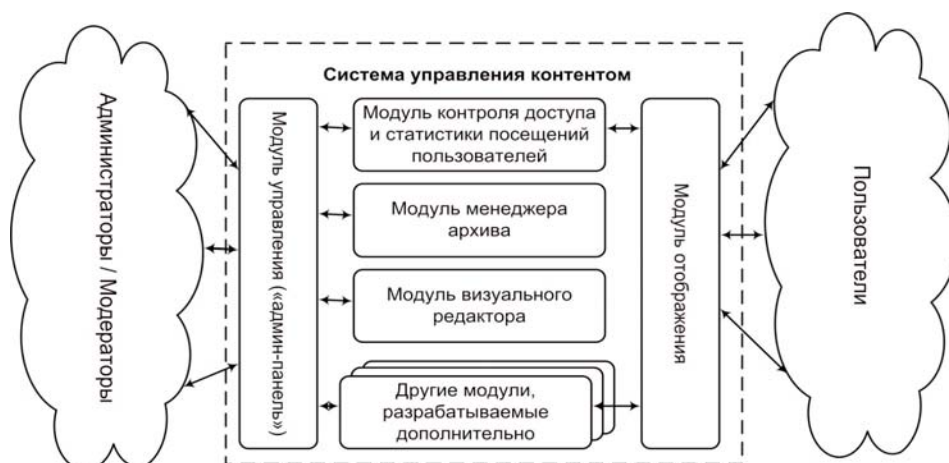 Система управления контентом
Администраторы / Модераторы
Модуль управления («админ-панель»)
Модуль контроля доступа
и статистики посещений
пользователей
Модуль менеджера
архива
Модуль визуального
редактора
Другие модули,
разрабатываемые
дополнительно
Модуль отображения
Пользователи